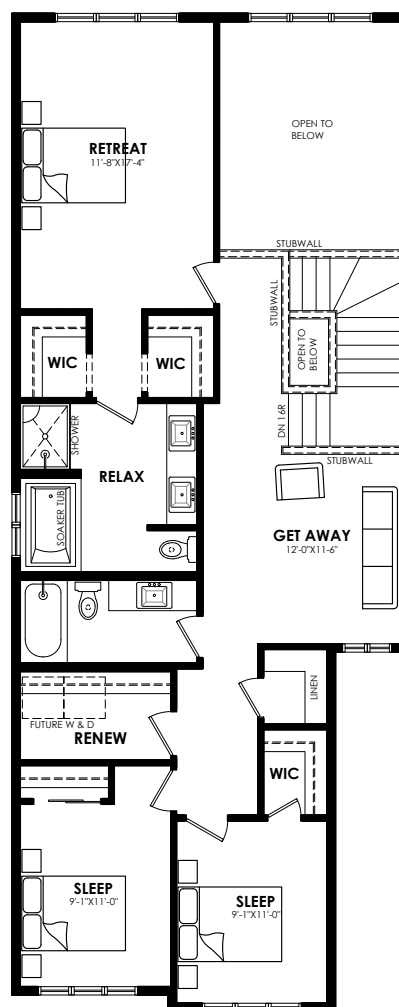 OPEN TO
BELOW
RETREAT
11'-8"X17'-4"
STUBWALL
STUBWALL
OPEN TO
BELOW
WIC
WIC
DN 16R
SHOWER
STUBWALL
RELAX
SOAKER TUB
GET AWAY
12'-0"X11-6"
LINEN
FUTURE W & D
RENEW
WIC
SLEEP
9'-1"X11'-0"
SLEEP
9'-1"X11'-0"